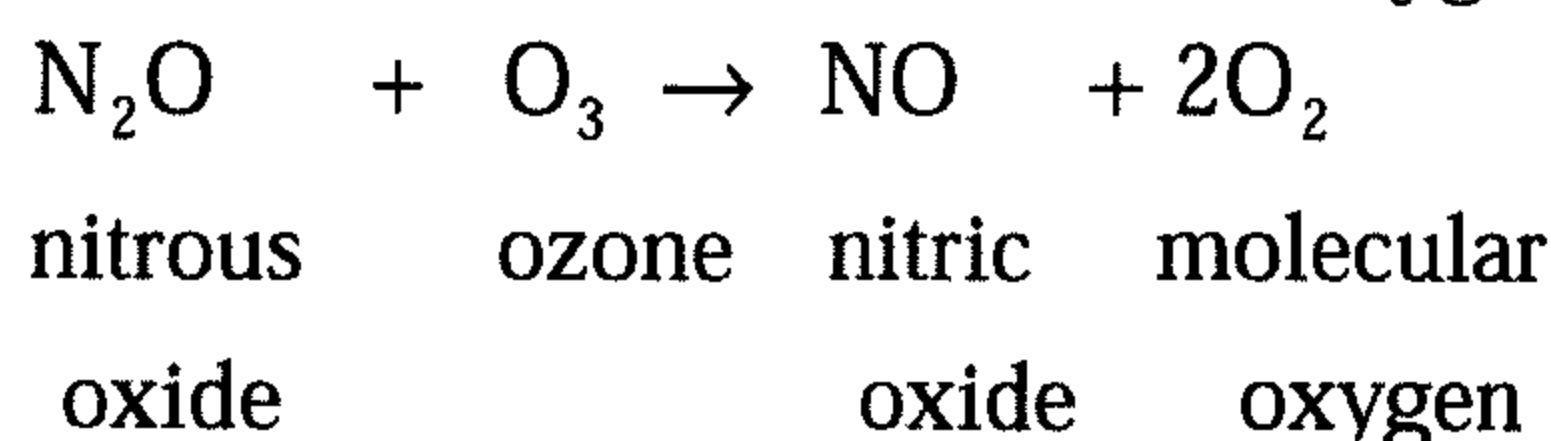 N₂O + O₃ → NO + 2O₂
nitrous ozone nitric molecular
oxide oxide oxygen